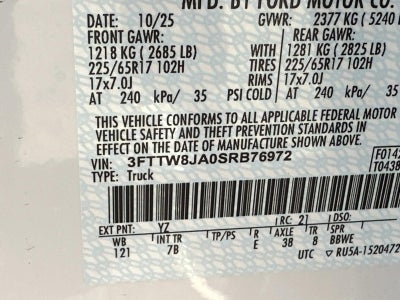 MFD. BY FORD MOTOR CO.
10/25 GVWR: 2377 KG ( 5240
FRONT GAWR: REAR GAWR:
1218 KG ( 2685 LB) WITH 1281 KG ( 2825 LB)
225/65R17 102H TIRES 225/65R17 102H
17x7.0J RIMS 17x7.0J
AT 240 kPa/ 35 PSI COLD AT 240 kPa/ 35
THIS VEHICLE CONFORMS TO ALL APPLICABLE FEDERAL MOTOR
VEHICLE SAFETY AND THEFT PREVENTION STANDARDS IN EFFECT
ON THE DATE OF MANUFACTURE SHOWN ABOVE.
VIN: 3FTTW8JA0SRB76972
TYPE: Truck
F0142
T0438
EXT PNT: YZ RC: 21 DSO:
WB INT TR TP/PS R AXLE TR SPR
121 7B E 38 8 BBWE
UTC ▽ RU5A-1520472